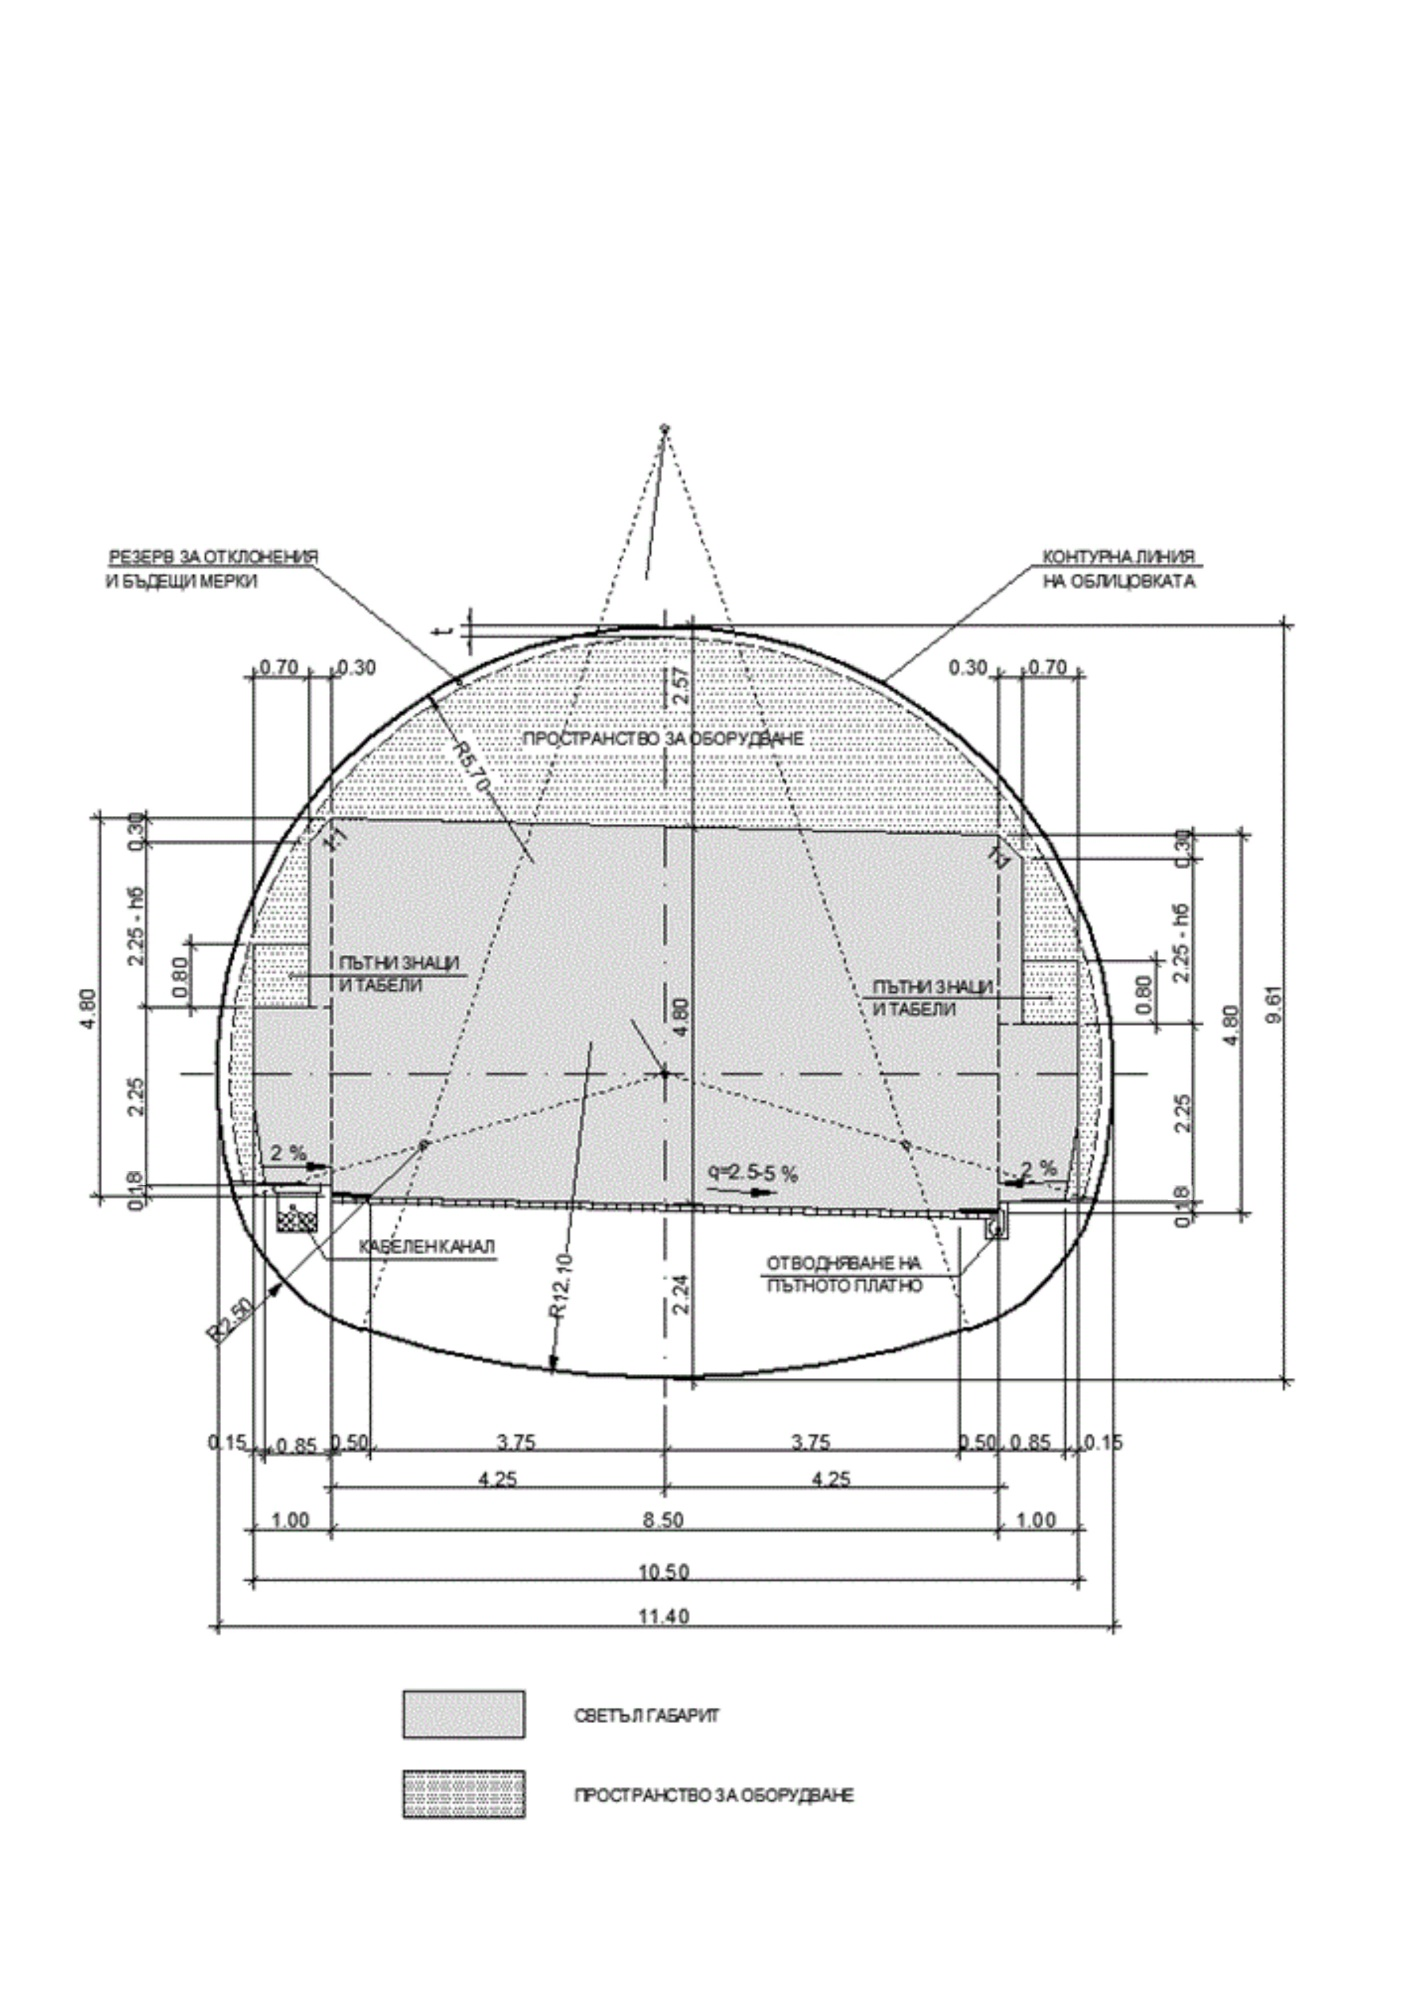 РЕЗЕРВ ЗА ОТКЛОНЕНИЯ
И БЪДЕЩИ МЕРКИ
КОНТУРНА ЛИНИЯ
НА ОБЛИЦОВКАТА
t
0.70
0.30
2.57
0.30
0.70
ПРОСТРАНСТВО ЗА ОБОРУДВАНЕ
R5.70
0.30
1:1
1:1
0.30
2.25 - hб
2.25 - hб
0.80
ПЪТНИ ЗНАЦИ
И ТАБЕЛИ
ПЪТНИ ЗНАЦИ
И ТАБЕЛИ
0.80
4.80
4.80
4.80
9.61
2.25
2.25
2 %
q=2.5-5 %
2 %
0.18
0.18
КАБЕЛЕН КАНАЛ
ОТВОДНЯВАНЕ НА
ПЪТНОТО ПЛАТНО
R2.50
R12.10
2.24
0.15
0.85
0.50
3.75
3.75
0.50
0.85
0.15
4.25
4.25
1.00
8.50
1.00
10.50
11.40
СВЕТЪЛ ГАБАРИТ
ПРОСТРАНСТВО ЗА ОБОРУДВАНЕ